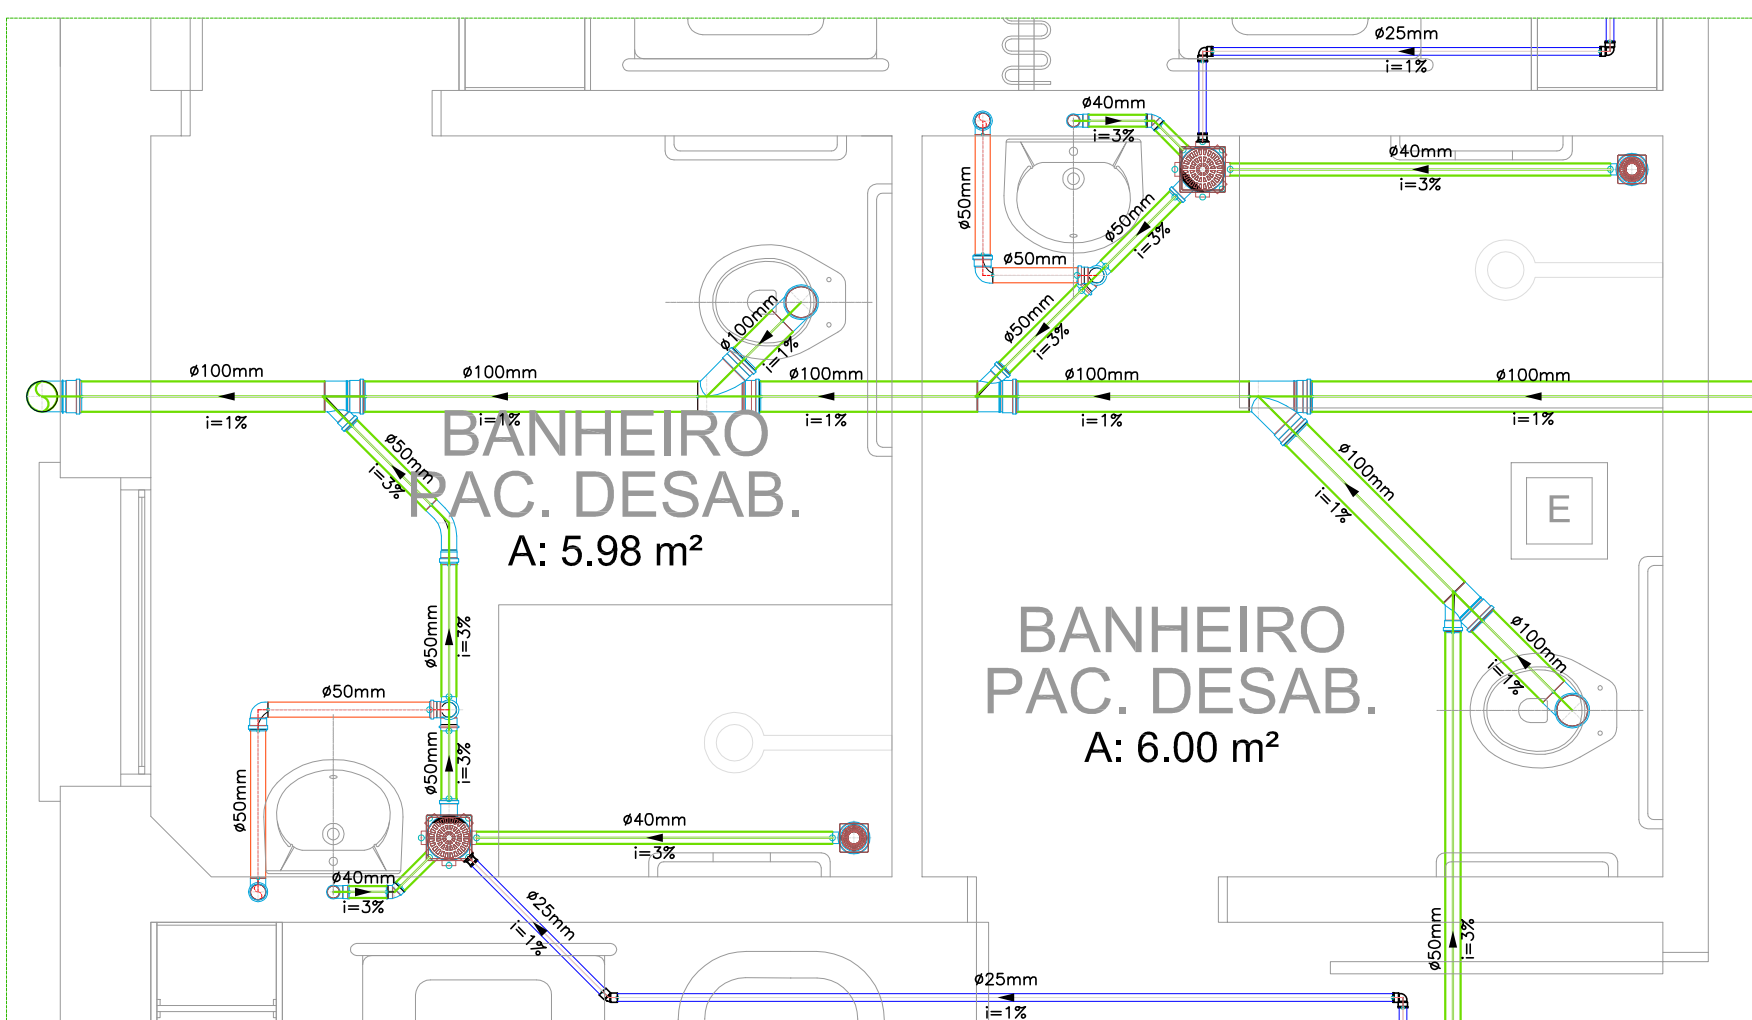 ø25mm
i=1%
ø40mm
i=3%
ø40mm
i=3%
ø50mm
ø50mm
i=3%
ø50mm
ø50mm
i=3%
ø100mm
i=1%
ø100mm
i=1%
ø100mm
i=1%
ø100mm
i=1%
ø100mm
i=1%
ø100mm
i=1%
BANHEIRO
PAC. DESAB.
A: 5.98 m²
ø50mm
i=3%
ø100mm
i=1%
E
ø50mm
i=3%
BANHEIRO
PAC. DESAB.
A: 6.00 m²
ø100mm
i=1%
ø50mm
ø50mm
i=3%
ø50mm
ø40mm
i=3%
ø40mm
i=3%
ø25mm
i=1%
ø50mm
i=3%
ø25mm
i=1%